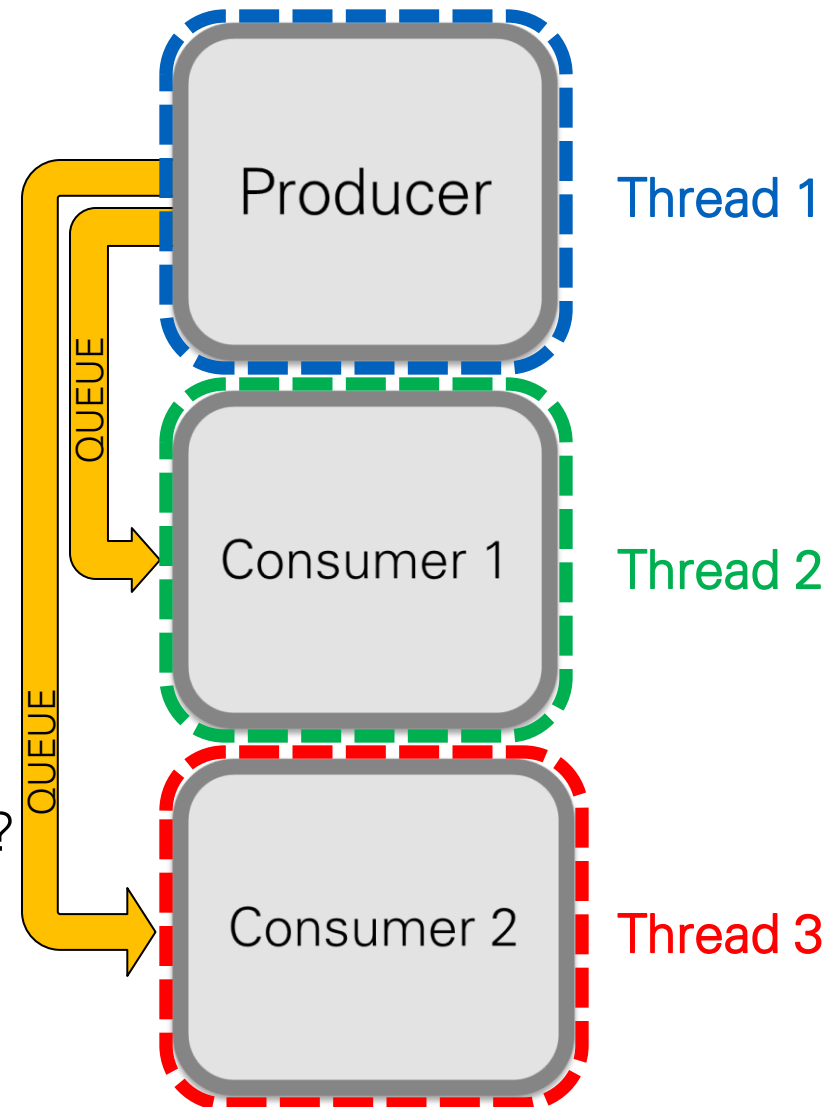 Producer
Thread 1
QUEUE
Consumer 1
Thread 2
QUEUE
?
Consumer 2
Thread 3